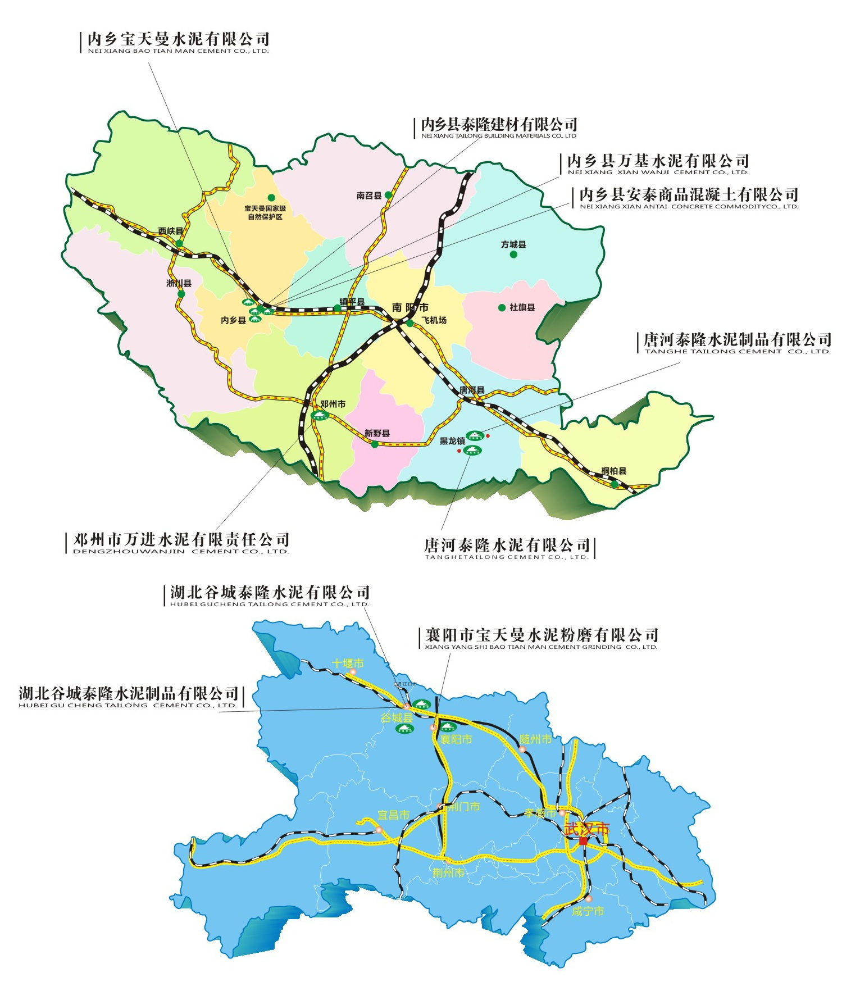 内乡宝天曼水泥有限公司
NEI XIANG BAO TIAN MAN CEMENT CO., LTD.
内乡县泰隆建材有限公司
NEI XIANG TAILONG BUILDING MATERIALS CO., LTD
内乡县万基水泥有限公司
NEI XIANG XIAN WANJI CEMENT CO., LTD.
内乡县安泰商品混凝土有限公司
NEI XIANG XIAN ANTAI CONCRETE COMMODITYCO., LTD.
南召县
宝天曼国家级
自然保护区
西峡县
方城县
淅川县
镇平县
南阳市
社旗县
内乡县
飞机场
唐河泰隆水泥制品有限公司
TANGHE TAILONG CEMENT CO., LTD.
唐河县
邓州市
新野县
黑龙镇
桐柏县
邓州市万进水泥有限责任公司
DENGZHOUWANJIN CEMENT CO., LTD.
唐河泰隆水泥有限公司
TANGHETAILONG CEMENT CO., LTD.
湖北谷城泰隆水泥有限公司
HUBEI GUCHENG TAILONG CEMENT CO., LTD.
襄阳市宝天曼水泥粉磨有限公司
XIANG YANG SHI BAO TIAN MAN CEMENT GRINDING CO., LTD.
十堰市
丹江口市
湖北谷城泰隆水泥制品有限公司
HUBEI GU CHENG TAILONG CEMENT CO., LTD.
谷城县
襄阳市
随州市
荆门市
孝感市
宜昌市
武汉市
荆州市
咸宁市